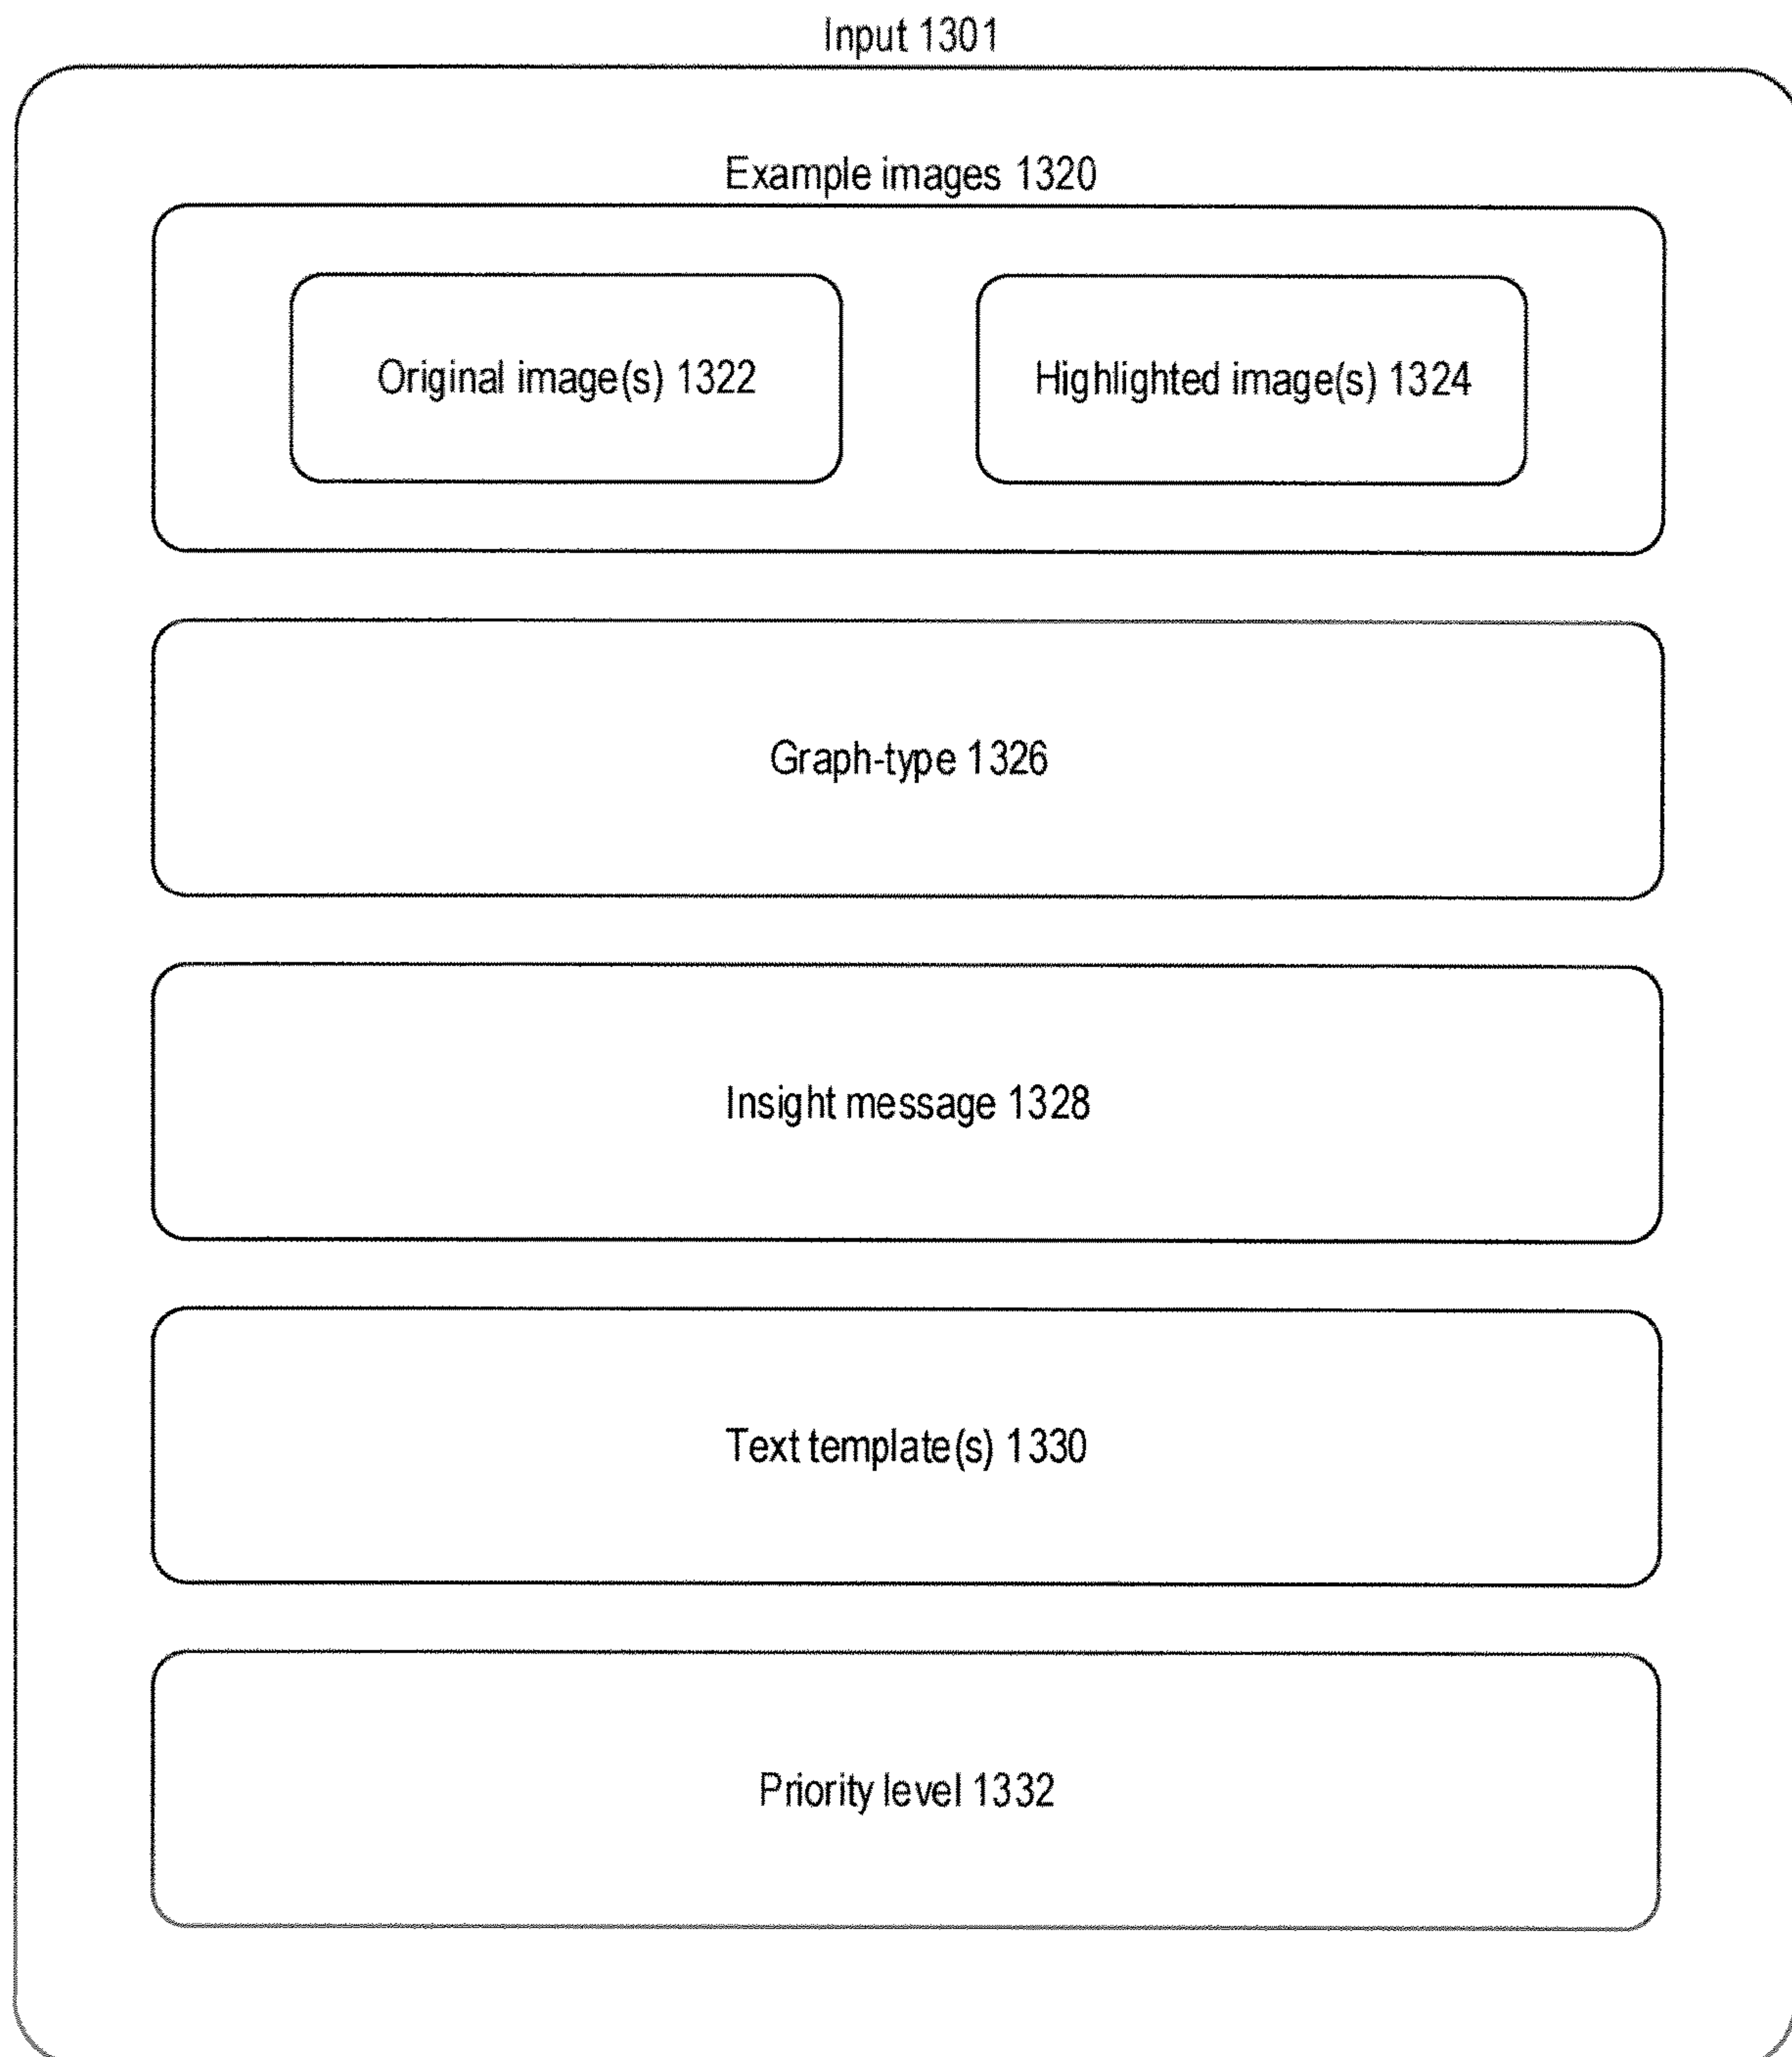 Input 1301
Example images 1320
Original image(s) 1322
Highlighted image(s) 1324
Graph-type 1326
Insight message 1328
Text template(s) 1330
Priority level 1332